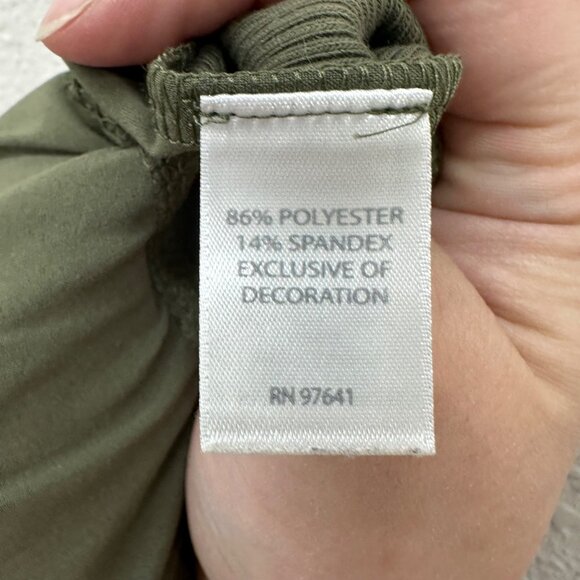 86% POLYESTER
14% SPANDEX
EXCLUSIVE OF
DECORATION
RN 97641